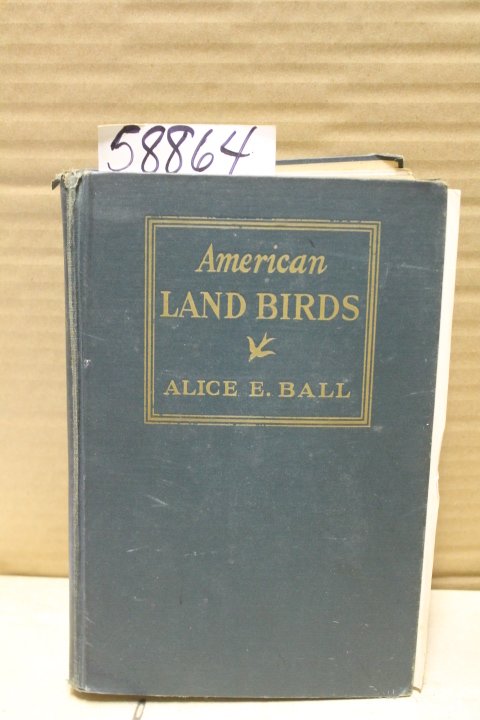 58864
American
LAND BIRDS
ALICE E. BALL